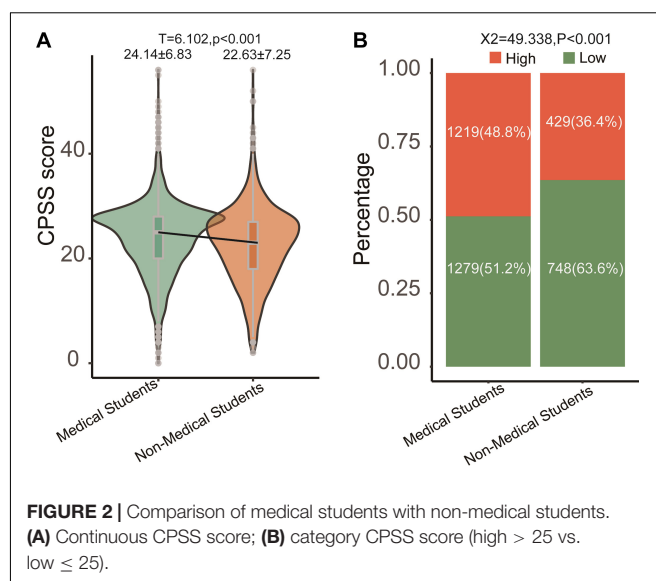 A
T=6.102,p<0.001
24.14±6.83 22.63±7.25
CPSS score
40
20
0
Medical Students
Non-Medical Students
B
X2=49.338,P<0.001
High Low
Percentage
1.00
0.75
0.50
0.25
0.00
1219(48.8%)
429(36.4%)
1279(51.2%)
748(63.6%)
Medical Students
Non-Medical Students
FIGURE 2 | Comparison of medical students with non-medical students.
(A) Continuous CPSS score; (B) category CPSS score (high > 25 vs.
low ≤ 25).